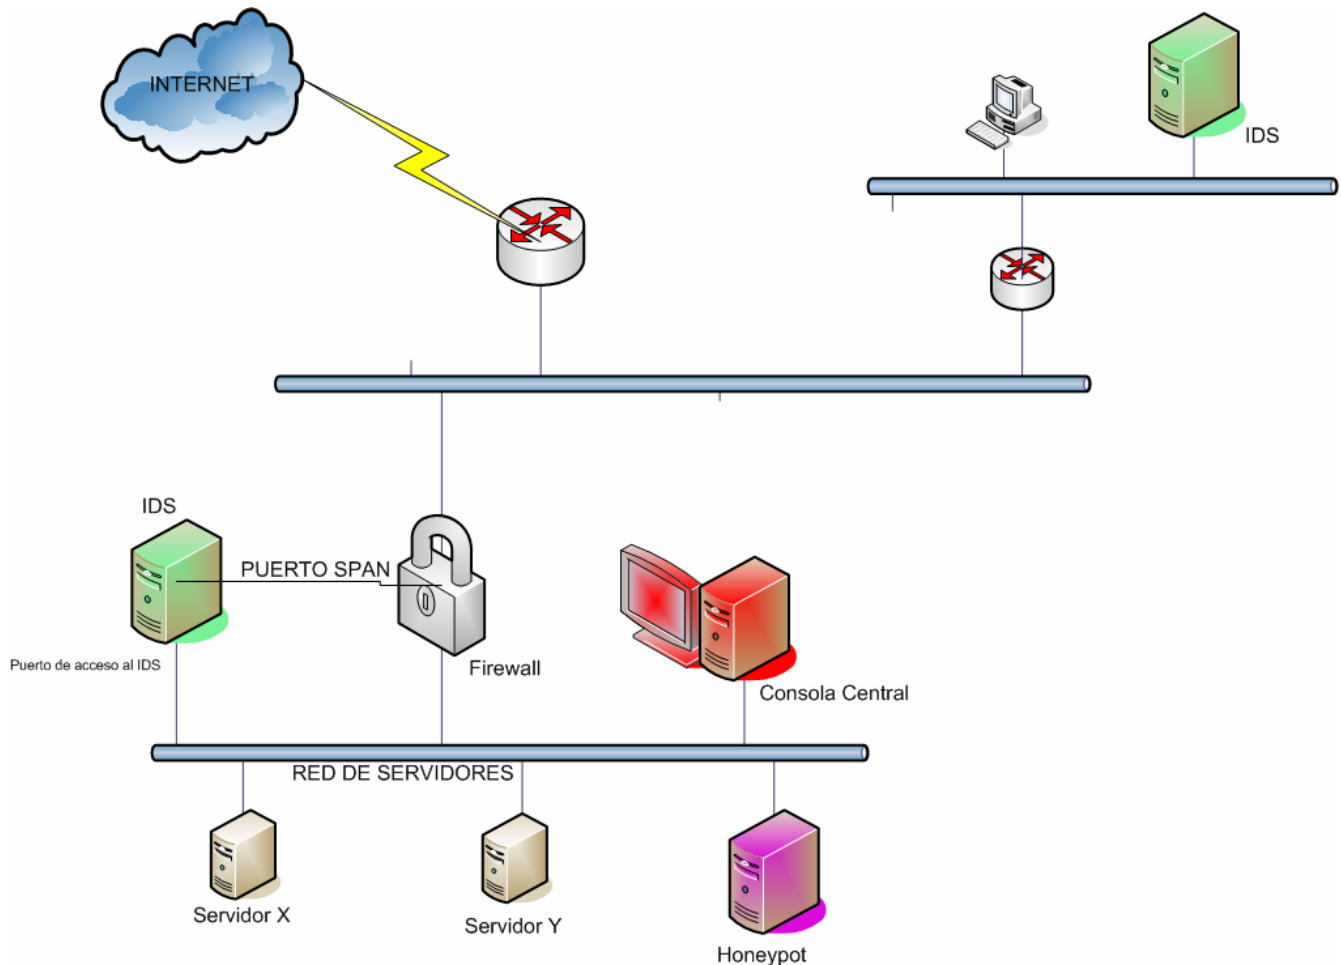 INTERNET
IDS
IDS
PUERTO SPAN
Puerto de acceso al IDS
Firewall
Consola Central
RED DE SERVIDORES
Servidor X
Servidor Y
Honeypot